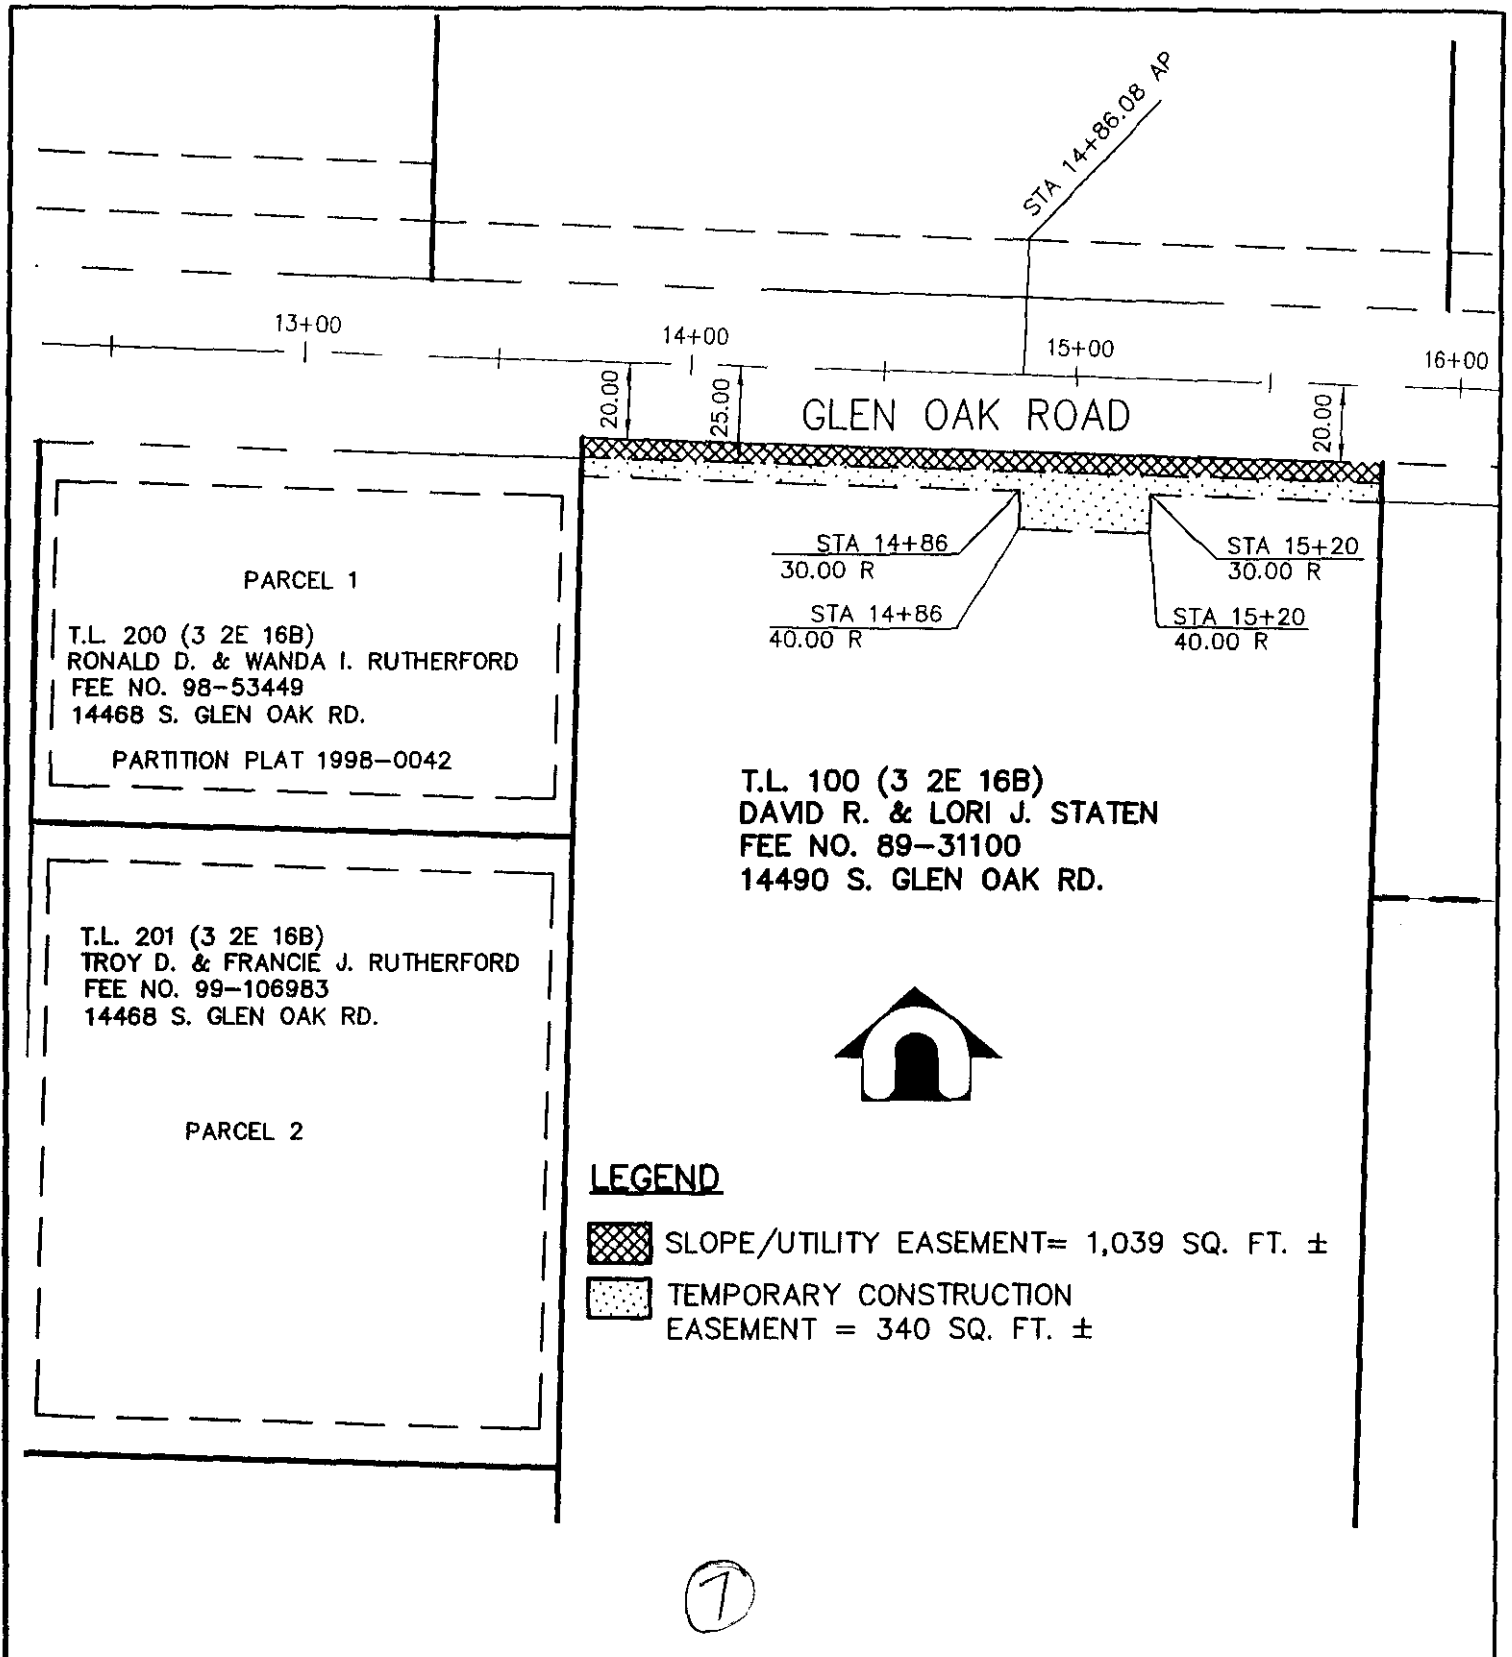 STA 14+86.08 AP
13+00
14+00
15+00
16+00
20.00
25.00
GLEN OAK ROAD
20.00
STA 14+86
30.00 R
STA 15+20
30.00 R
STA 14+86
40.00 R
STA 15+20
40.00 R
PARCEL 1
T.L. 200 (3 2E 16B)
RONALD D. & WANDA I. RUTHERFORD
FEE NO. 98-53449
14468 S. GLEN OAK RD.
PARTITION PLAT 1998-0042
T.L. 100 (3 2E 16B)
DAVID R. & LORI J. STATEN
FEE NO. 89-31100
14490 S. GLEN OAK RD.
T.L. 201 (3 2E 16B)
TROY D. & FRANCIE J. RUTHERFORD
FEE NO. 99-106983
14468 S. GLEN OAK RD.
PARCEL 2
LEGEND
SLOPE/UTILITY EASEMENT= 1,039 SQ. FT. ±
TEMPORARY CONSTRUCTION
EASEMENT = 340 SQ. FT. ±
7